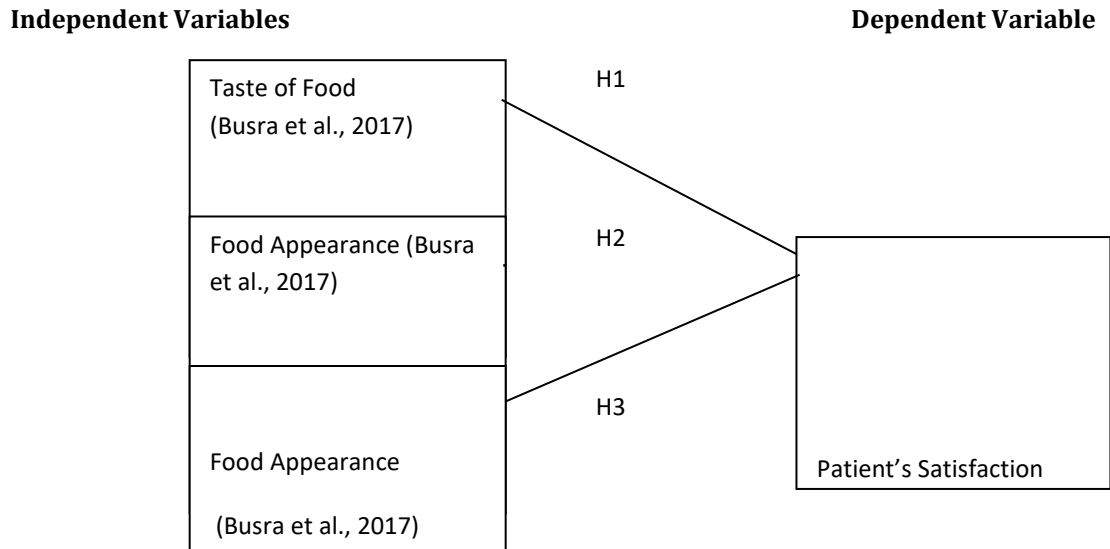 Independent Variables
Dependent Variable
Taste of Food
(Busra et al., 2017)
H1
Food Appearance (Busra
et al., 2017)
H2
H3
Food Appearance
(Busra et al., 2017)
Patient’s Satisfaction